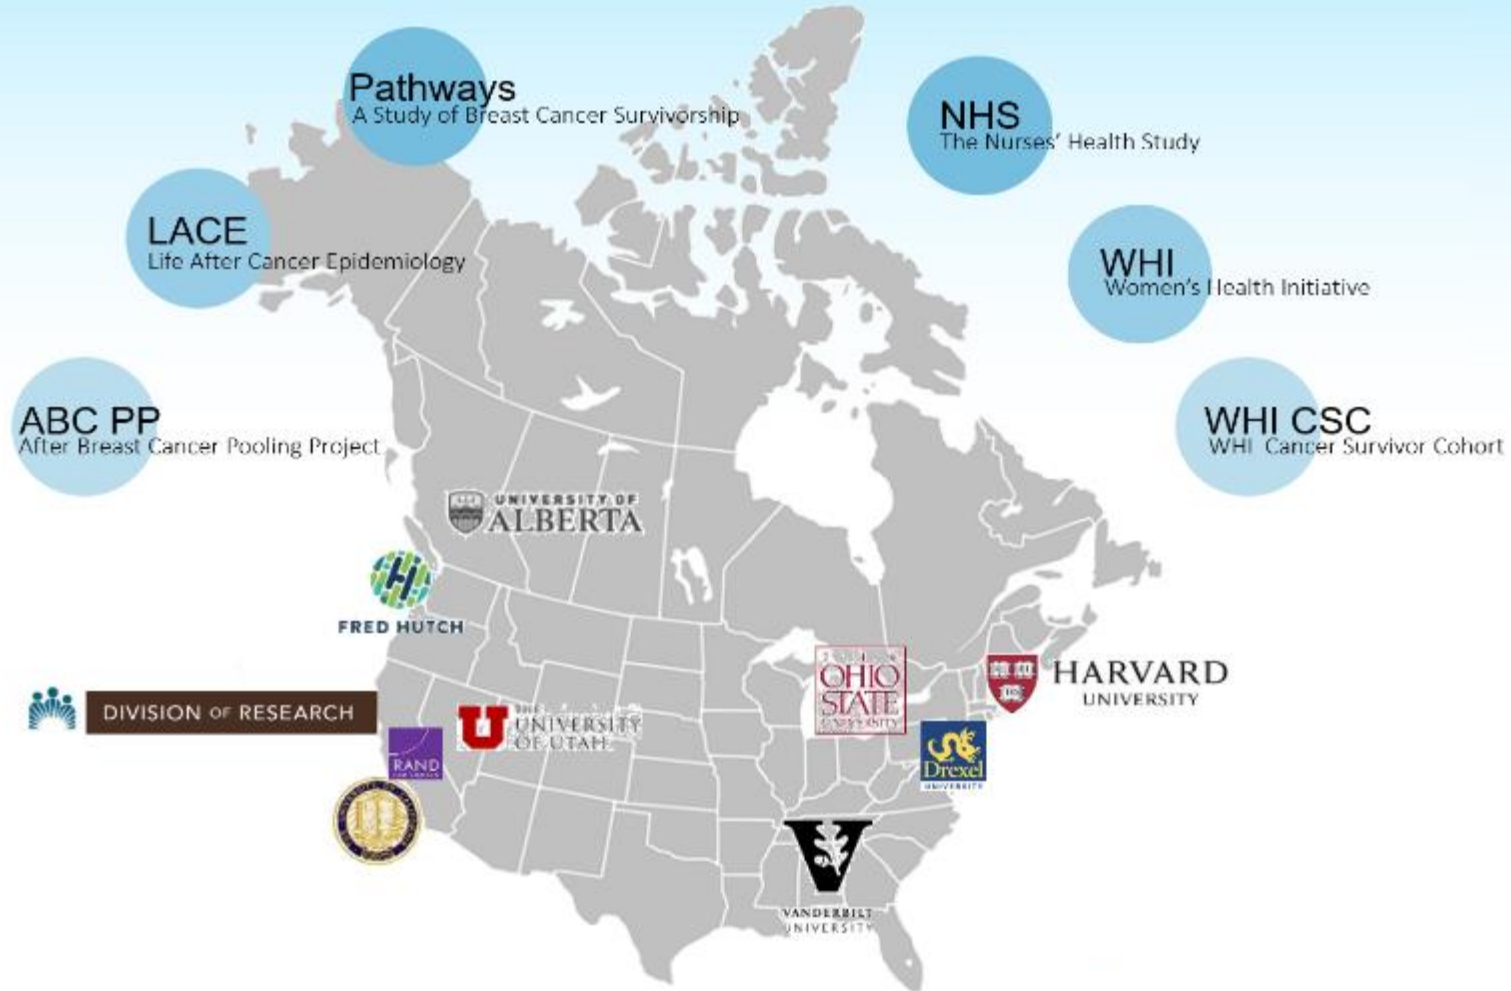 Pathways
A Study of Breast Cancer Survivorship
NHS
The Nurses' Health Study
LACE
Life After Cancer Epidemiology
WHI
Women's Health Initiative
ABC PP
After Breast Cancer Pooling Project
WHI CSC
WHI Cancer Survivor Cohort
UNIVERSITY OF
ALBERTA
FRED HUTCH
OHIO
STATE
UNIVERSITY
HARVARD
UNIVERSITY
DIVISION OF RESEARCH
UNIVERSITY
OF UTAH
RAND
Drexel
UNIVERSITY
VANDERBILT
UNIVERSITY